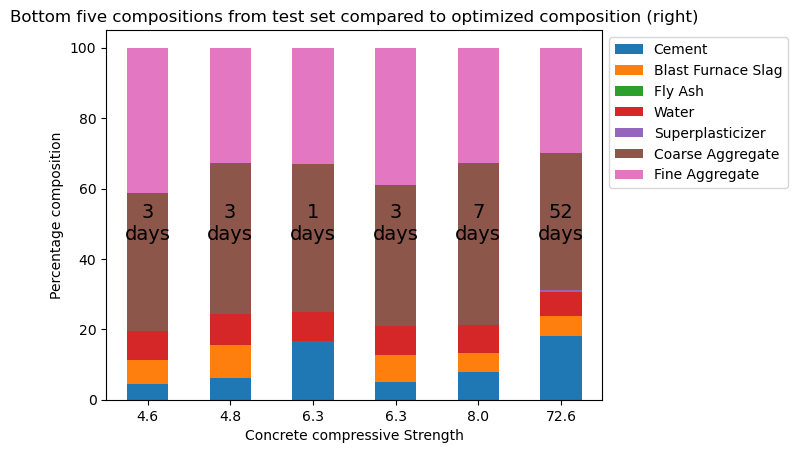 Bottom five compositions from test set compared to optimized composition (right)
Percentage composition
100
80
60
40
20
0
3
days
3
days
1
days
3
days
7
days
52
days
4.6
4.8
6.3
6.3
8.0
72.6
Concrete compressive Strength
Cement
Blast Furnace Slag
Fly Ash
Water
Superplasticizer
Coarse Aggregate
Fine Aggregate